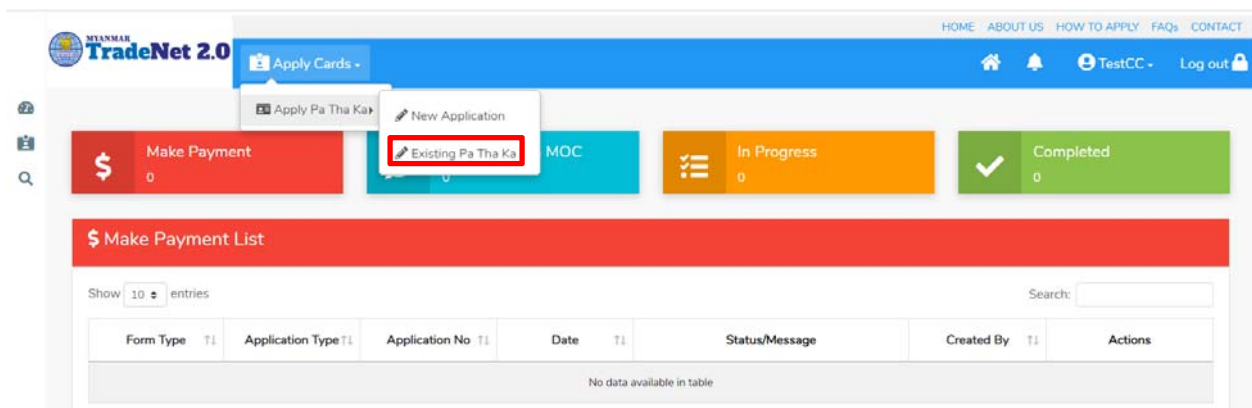 HOME ABOUT US HOW TO APPLY FAQs CONTACT
MYANMAR
TradeNet 2.0
Apply Cards
TestCC
Log out
Apply Pa Tha Ka
New Application
Existing Pa Tha Ka
Make Payment
0
MOC
0
In Progress
0
Completed
0
$ Make Payment List
Show 10 entries
Search:
Form Type Application Type Application No Date Status/Message Created By Actions
No data available in table